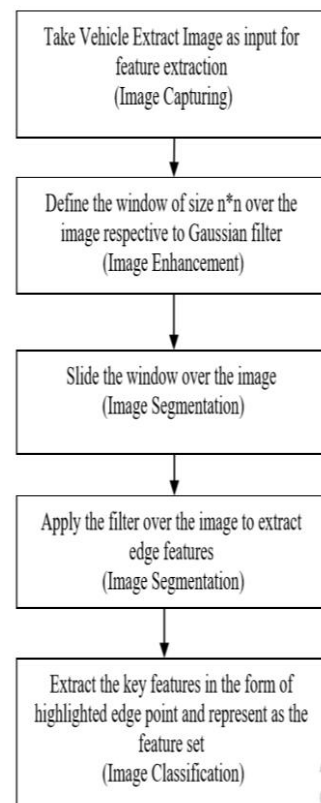 Take Vehicle Extract Image as input for
feature extraction
(Image Capturing)
Define the window of size n*n over the
image respective to Gaussian filter
(Image Enhancement)
Slide the window over the image
(Image Segmentation)
Apply the filter over the image to extract
edge features
(Image Segmentation)
Extract the key features in the form of
highlighted edge point and represent as the
feature set
(Image Classification)